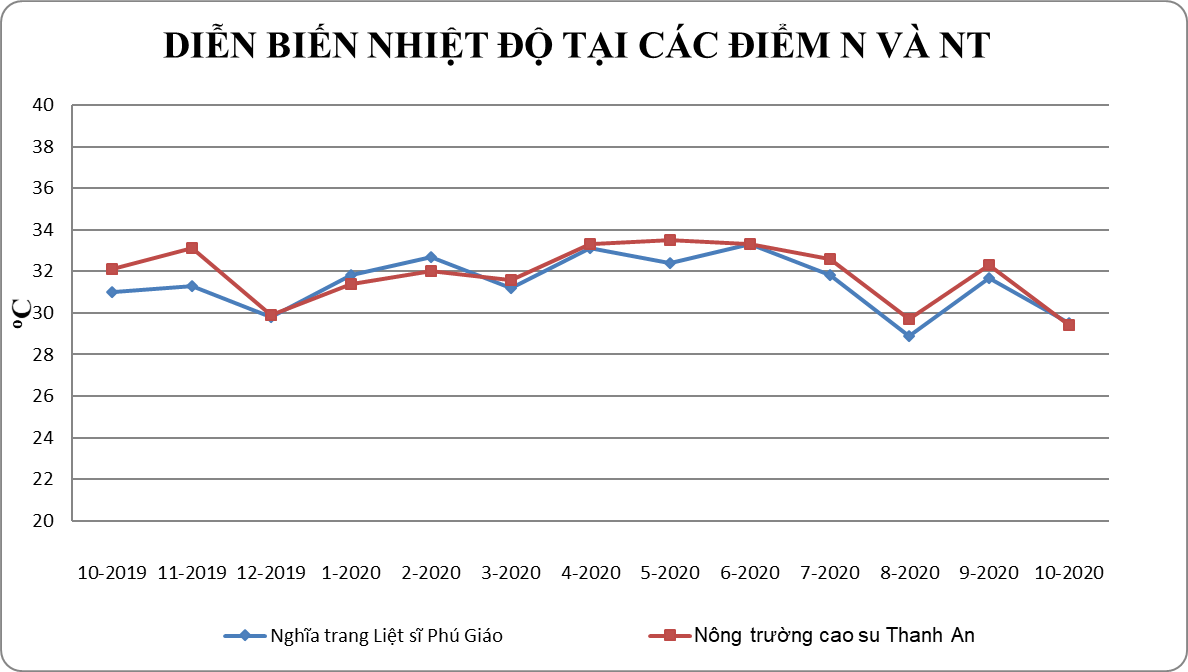 DIỄN BIẾN NHIỆT ĐỘ TẠI CÁC ĐIỂM N VÀ NT
40
38
36
34
32
30
28
26
24
22
20
ºC
10-2019 11-2019 12-2019 1-2020 2-2020 3-2020 4-2020 5-2020 6-2020 7-2020 8-2020 9-2020 10-2020
Nghĩa trang Liệt sĩ Phú Giáo Nông trường cao su Thanh An